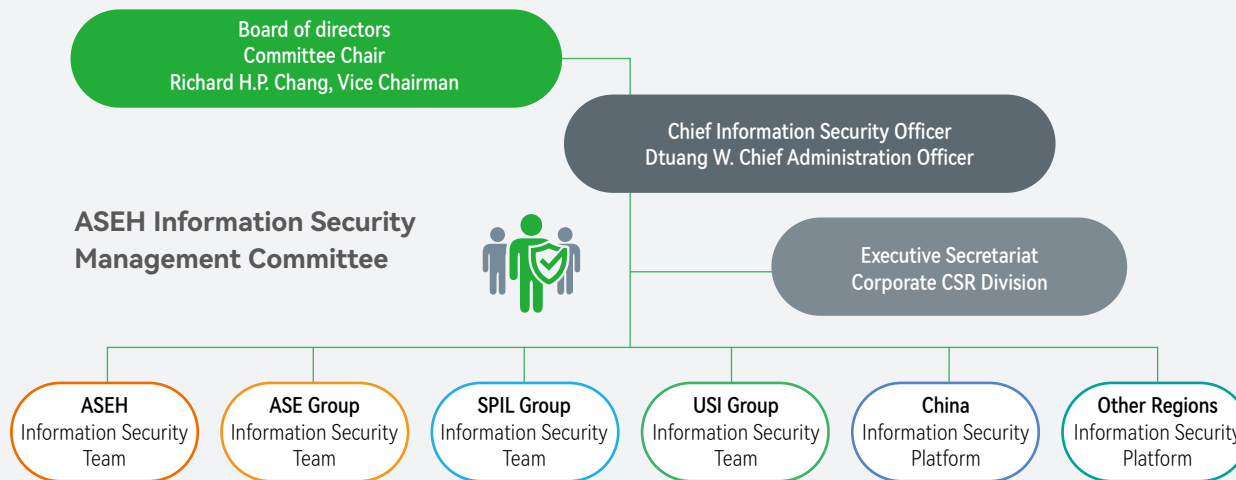 Board of directors
Committee Chair
Richard H.P. Chang, Vice Chairman
Chief Information Security Officer
Dtuang W. Chief Administration Officer
ASEH Information Security
Management Committee
Executive Secretariat
Corporate CSR Division
ASEH
Information Security
Team
ASE Group
Information Security
Team
SPIL Group
Information Security
Team
USI Group
Information Security
Team
China
Information Security
Platform
Other Regions
Information Security
Platform